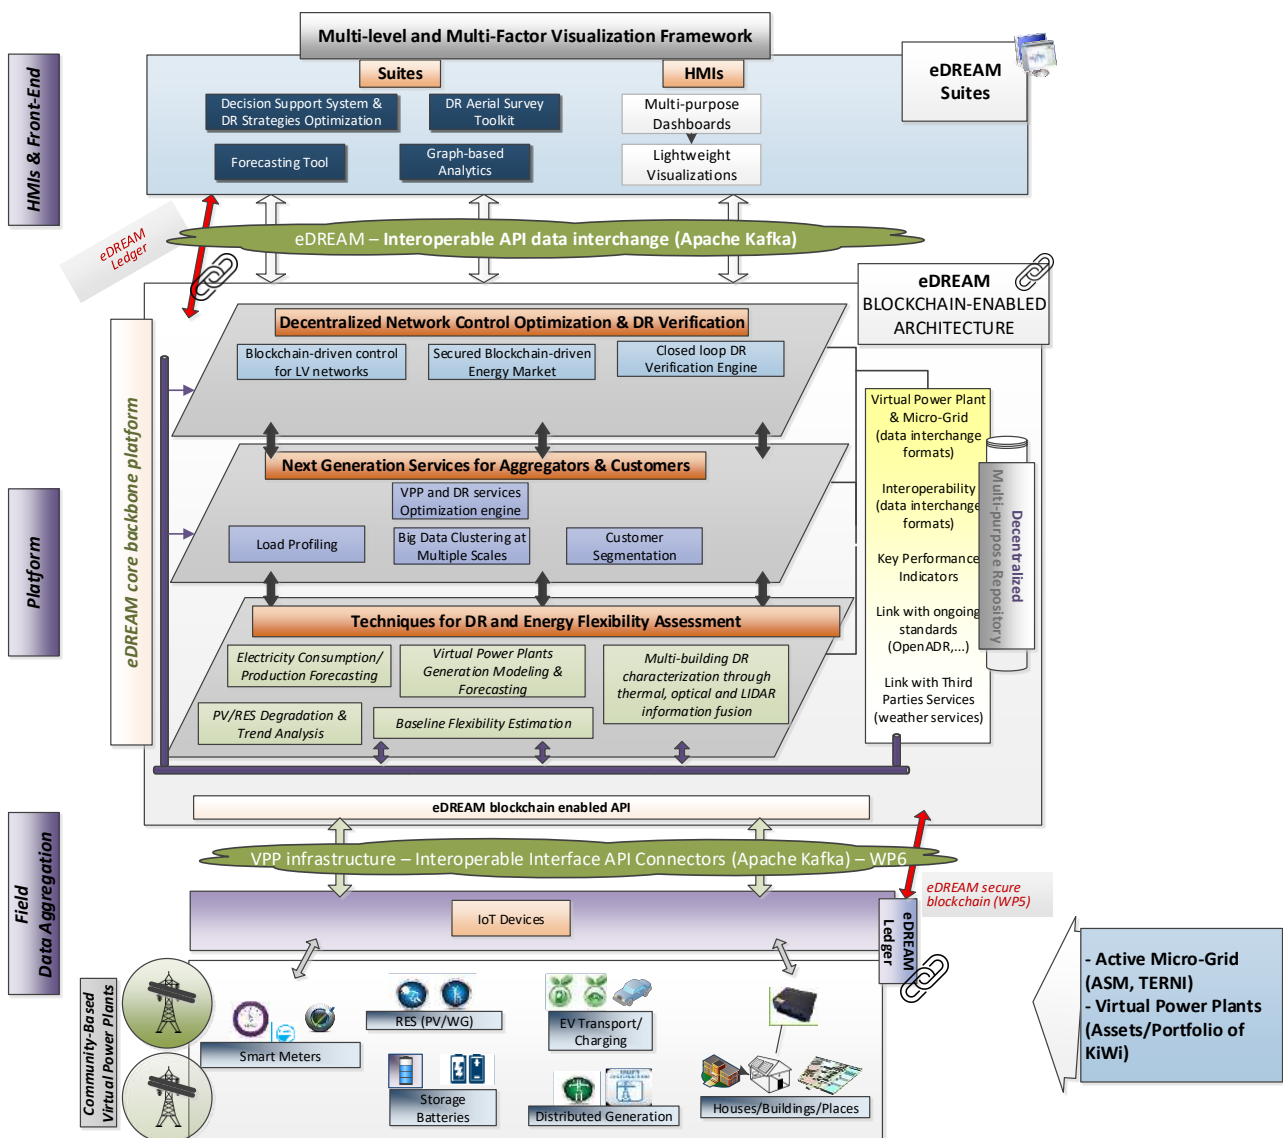 Multi-level and Multi-Factor Visualization Framework
Suites
HMIs
eDREAM
Suites
Decision Support System &
DR Strategies Optimization
DR Aerial Survey
Toolkit
Multi-purpose
Dashboards
Forecasting Tool
Graph-based
Analytics
Lightweight
Visualizations
HMIs & Front-End
eDREAM
Ledger
eDREAM – Interoperable API data interchange (Apache Kafka)
eDREAM
BLOCKCHAIN-ENABLED
ARCHITECTURE
Decentralized Network Control Optimization & DR Verification
Blockchain-driven control
for LV networks
Secured Blockchain-driven
Energy Market
Closed loop DR
Verification Engine
Next Generation Services for Aggregators & Customers
VPP and DR services
Optimization engine
Load Profiling
Big Data Clustering at
Multiple Scales
Customer
Segmentation
Techniques for DR and Energy Flexibility Assessment
Electricity Consumption/
Production Forecasting
Virtual Power Plants
Generation Modeling &
Forecasting
Multi-building DR
characterization through
thermal, optical and LIDAR
information fusion
PV/RES Degradation &
Trend Analysis
Baseline Flexibility Estimation
Virtual Power Plant
& Micro-Grid
(data interchange
formats)
Interoperability
(data interchange
formats)
Key Performance
Indicators
Link with ongoing
standards
(OpenADR,...)
Link with Third
Parties Services
(weather services)
Decentralized
Multi-purpose Repository
eDREAM core backbone platform
Platform
eDREAM blockchain enabled API
VPP infrastructure – Interoperable Interface API Connectors (Apache Kafka) – WP6
eDREAM secure
blockchain (WP5)
Field
Data Aggregation
IoT Devices
eDREAM
Ledger
Community-Based
Virtual Power Plants
Smart Meters
RES (PV/WG)
EV Transport/
Charging
Storage
Batteries
Distributed Generation
Houses/Buildings/Places
- Active Micro-Grid
(ASM, TERNI)
- Virtual Power Plants
(Assets/Portfolio of
KiWi)